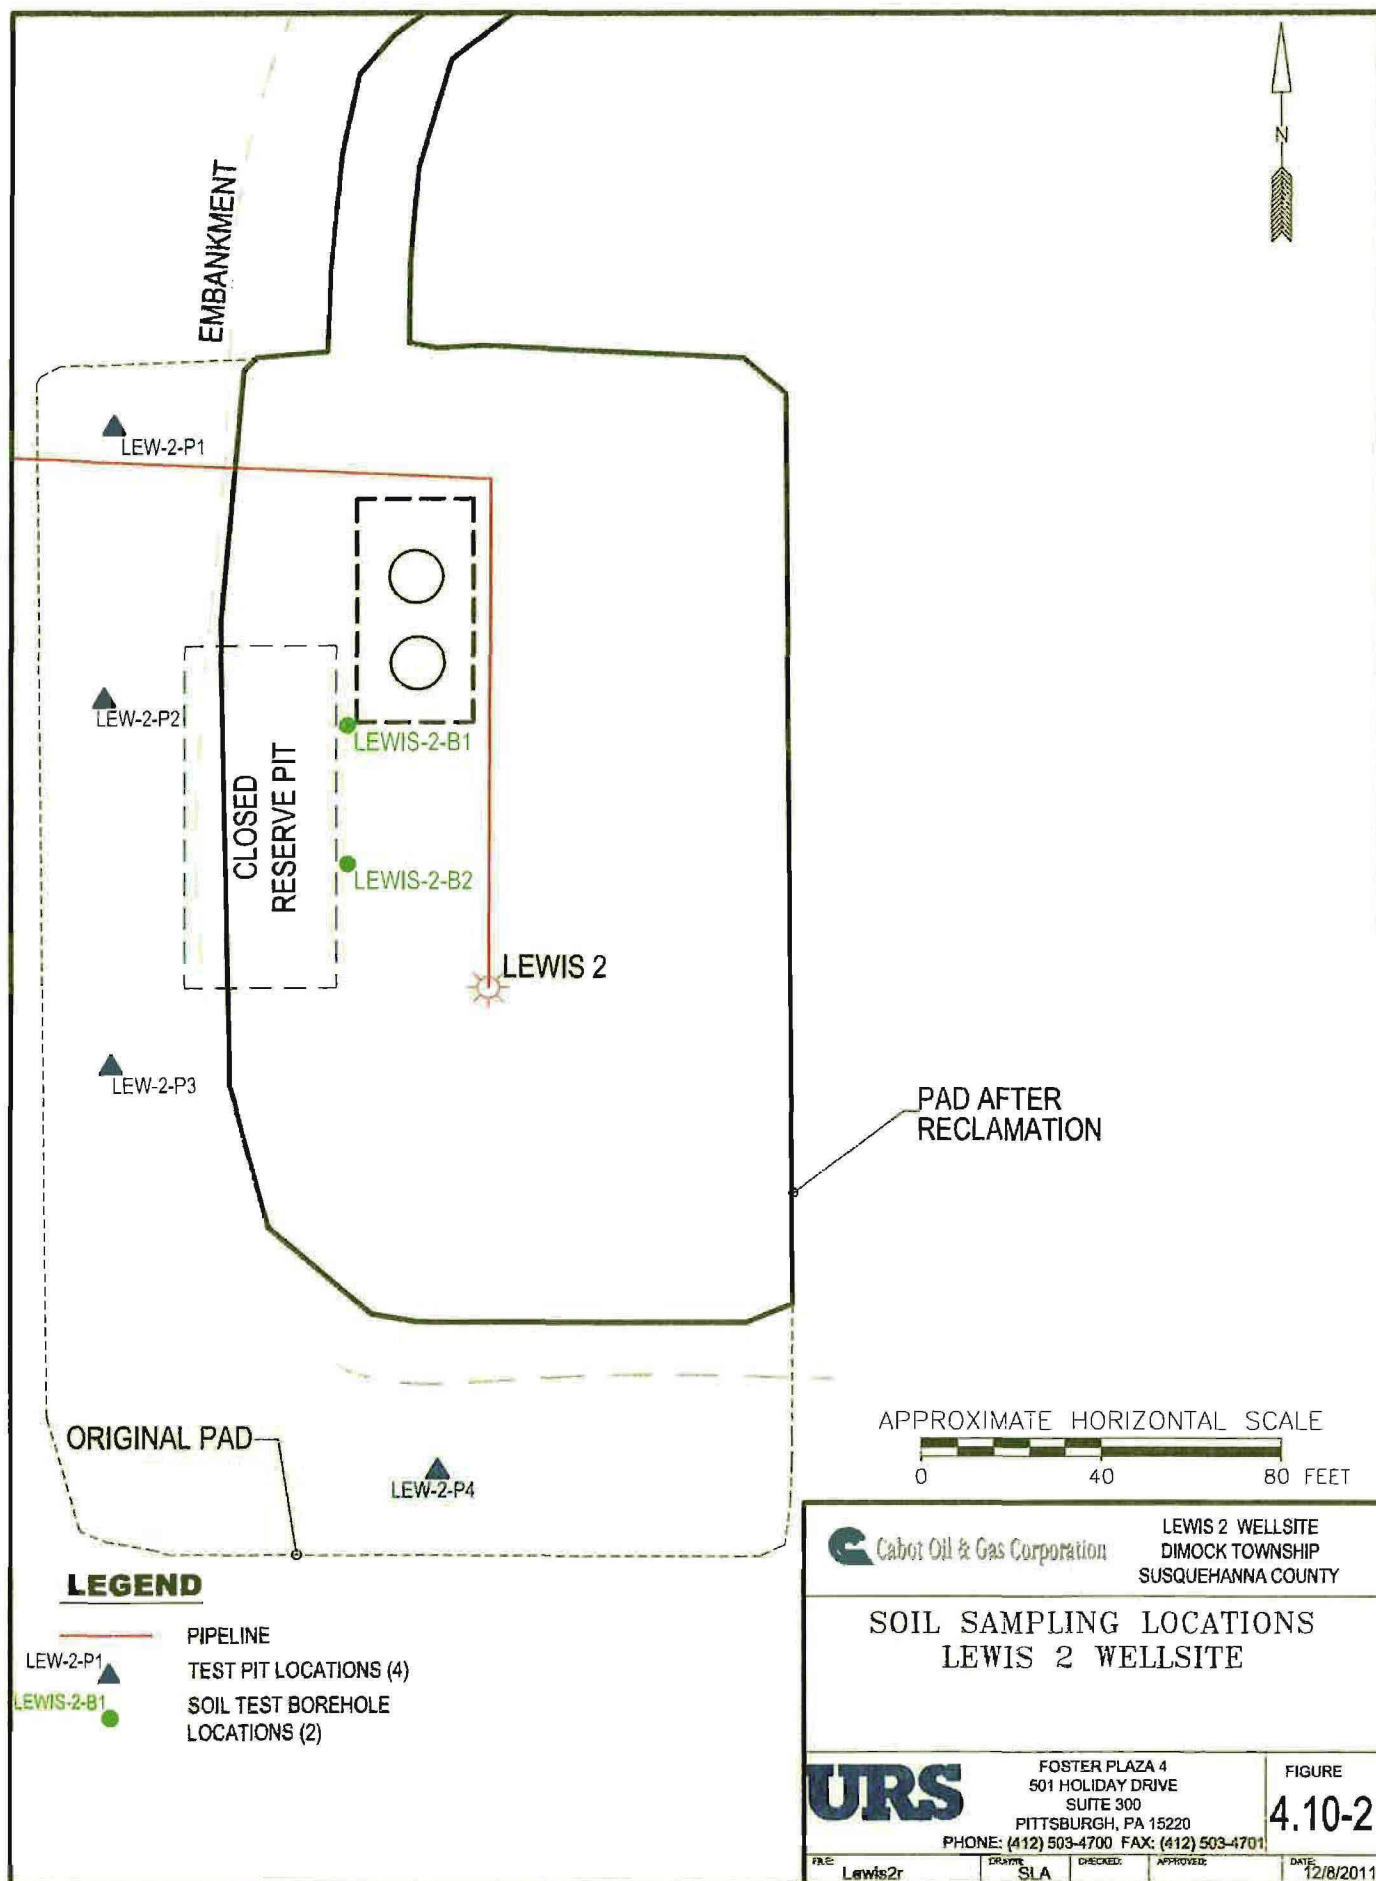 N
EMBANKMENT
LEW-2-P1
LEW-2-P2
LEWIS-2-B1
CLOSED
RESERVE PIT
LEWIS-2-B2
LEWIS 2
LEW-2-P3
PAD AFTER
RECLAMATION
ORIGINAL PAD
LEW-2-P4
APPROXIMATE HORIZONTAL SCALE
0 40 80 FEET
LEGEND
PIPELINE
LEW-2-P1
TEST PIT LOCATIONS (4)
LEWIS-2-B1
SOIL TEST BOREHOLE
LOCATIONS (2)
Cabot Oil & Gas Corporation
LEWIS 2 WELLSITE
DIMOCK TOWNSHIP
SUSQUEHANNA COUNTY
SOIL SAMPLING LOCATIONS
LEWIS 2 WELLSITE
URS
FOSTER PLAZA 4
501 HOLIDAY DRIVE
SUITE 300
PITTSBURGH, PA 15220
PHONE: (412) 503-4700 FAX: (412) 503-4701
FIGURE
4.10-2
FILE: Lewis2r
SLA
CHECKED:
APPROVED:
DATE: 12/8/2011